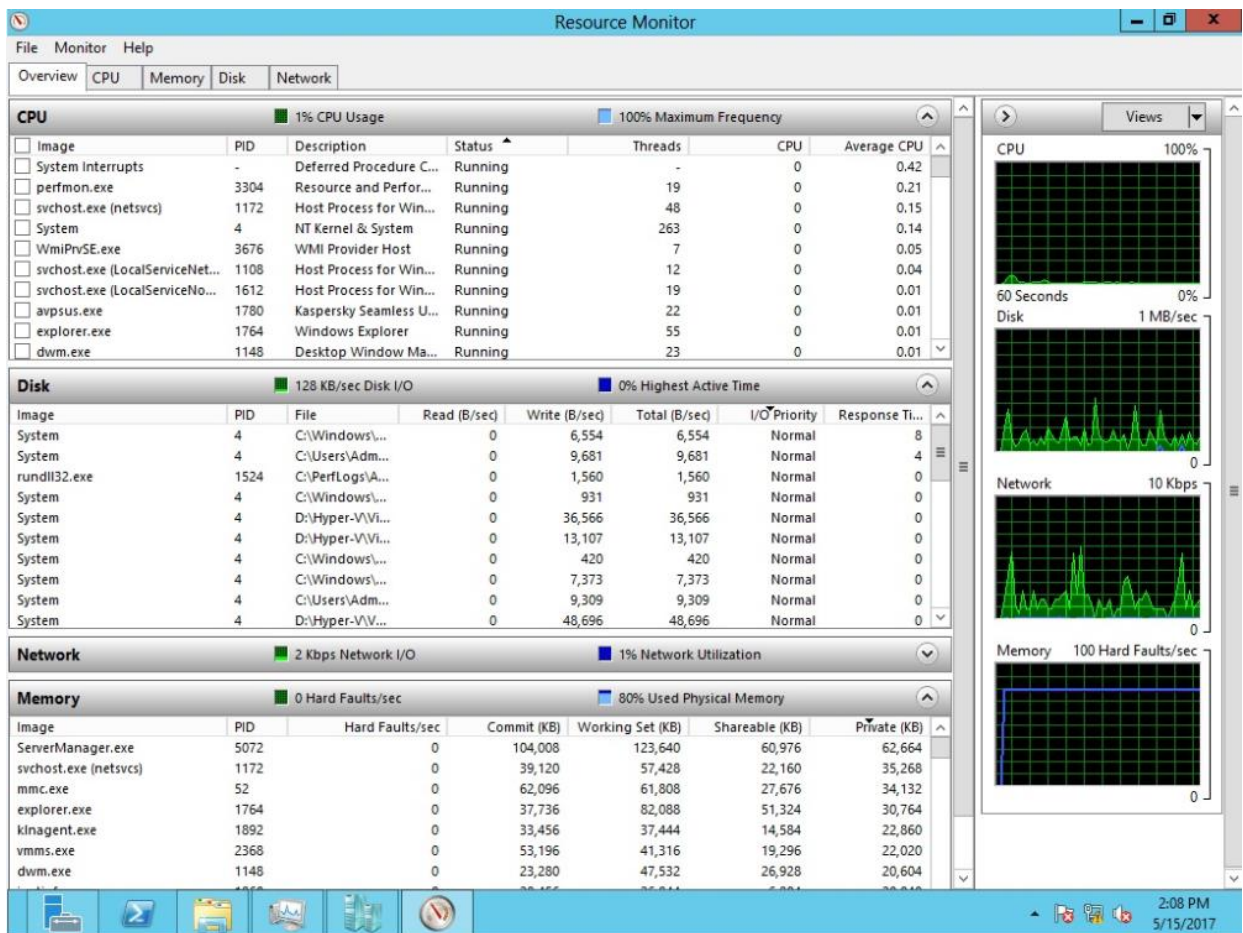 Resource Monitor
File Monitor Help
Overview CPU Memory Disk Network
CPU 1% CPU Usage 100% Maximum Frequency
Image PID Description Status Threads CPU Average CPU
System Interrupts - Deferred Procedure C... Running - 0 0.42
perfmon.exe 3304 Resource and Perfor... Running 19 0 0.21
svchost.exe (netsvcs) 1172 Host Process for Win... Running 48 0 0.15
System 4 NT Kernel & System Running 263 0 0.14
WmiPrvSE.exe 3676 WMI Provider Host Running 7 0 0.05
svchost.exe (LocalServiceNet... 1108 Host Process for Win... Running 12 0 0.04
svchost.exe (LocalServiceNo... 1612 Host Process for Win... Running 19 0 0.01
avpsus.exe 1780 Kaspersky Seamless U... Running 22 0 0.01
explorer.exe 1764 Windows Explorer Running 55 0 0.01
dwm.exe 1148 Desktop Window Ma... Running 23 0 0.01
Disk 128 KB/sec Disk I/O 0% Highest Active Time
Image PID File Read (B/sec) Write (B/sec) Total (B/sec) I/O Priority Response Ti...
System 4 C:\Windows\... 0 6,554 6,554 Normal 8
System 4 C:\Users\Adm... 0 9,681 9,681 Normal 4
rundll32.exe 1524 C:\PerfLogs\A... 0 1,560 1,560 Normal 0
System 4 C:\Windows\... 0 931 931 Normal 0
System 4 D:\Hyper-V\Vi... 0 36,566 36,566 Normal 0
System 4 D:\Hyper-V\Vi... 0 13,107 13,107 Normal 0
System 4 C:\Windows\... 0 420 420 Normal 0
System 4 C:\Windows\... 0 7,373 7,373 Normal 0
System 4 C:\Users\Adm... 0 9,309 9,309 Normal 0
System 4 D:\Hyper-V\V... 0 48,696 48,696 Normal 0
Network 2 Kbps Network I/O 1% Network Utilization
Memory 0 Hard Faults/sec 80% Used Physical Memory
Image PID Hard Faults/sec Commit (KB) Working Set (KB) Shareable (KB) Private (KB)
ServerManager.exe 5072 0 104,008 123,640 60,976 62,664
svchost.exe (netsvcs) 1172 0 39,120 57,428 22,160 35,268
mmc.exe 52 0 62,096 61,808 27,676 34,132
explorer.exe 1764 0 37,736 82,088 51,324 30,764
klnagent.exe 1892 0 33,456 37,444 14,584 22,860
vmms.exe 2368 0 53,196 41,316 19,296 22,020
dwm.exe 1148 0 23,280 47,532 26,928 20,604
Views
CPU 100%
60 Seconds 0%
Disk 1 MB/sec
0
Network 10 Kbps
0
Memory 100 Hard Faults/sec
0
2:08 PM
5/15/2017